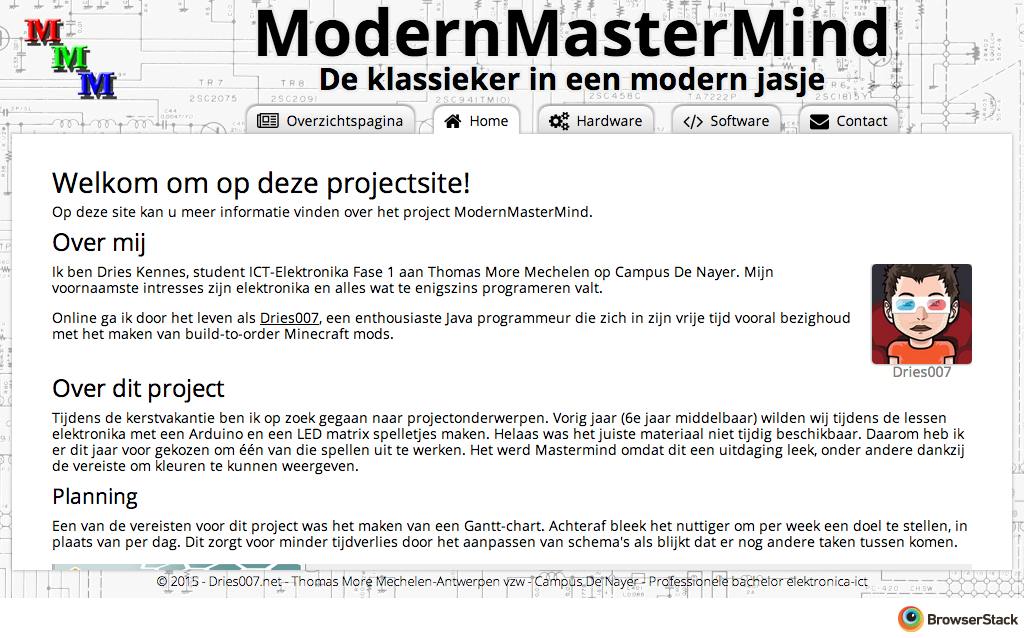 M
M
M
ModernMasterMind
De klassieker in een modern jasje
TR7
TR8
TR6
2SC2075
2SC2091
2SC941TM(O)
2SC458C
TA7222P
2SC1815Y
Overzichtspagina
Home
Hardware
Software
Contact
Welkom om op deze projectsite!
Op deze site kan u meer informatie vinden over het project ModernMasterMind.
Over mij
Ik ben Dries Kennes, student ICT-Elektronika Fase 1 aan Thomas More Mechelen op Campus De Nayer. Mijn
voornaamste intresses zijn elektronika en alles wat te enigszins programeren valt.
Online ga ik door het leven als Dries007, een enthousiaste Java programmeur die zich in zijn vrije tijd vooral bezighoud
met het maken van build-to-order Minecraft mods.
Dries007
Over dit project
Tijdens de kerstvakantie ben ik op zoek gegaan naar projectonderwerpen. Vorig jaar (6e jaar middelbaar) wilden wij tijdens de lessen
elektronika met een Arduino en een LED matrix spelletjes maken. Helaas was het juiste materiaal niet tijdig beschikbaar. Daarom heb ik
er dit jaar voor gekozen om één van die spellen uit te werken. Het werd Mastermind omdat dit een uitdaging leek, onder andere dankzij
de vereiste om kleuren te kunnen weergeven.
Planning
Een van de vereisten voor dit project was het maken van een Gantt-chart. Achteraf bleek het nuttiger om per week een doel te stellen, in
plaats van per dag. Dit zorgt voor minder tijdverlies door het aanpassen van schema's als blijkt dat er nog andere taken tussen komen.
© 2015 - Dries007.net - Thomas More Mechelen-Antwerpen vzw - Campus De Nayer - Professionele bachelor elektronica-ict
BrowserStack